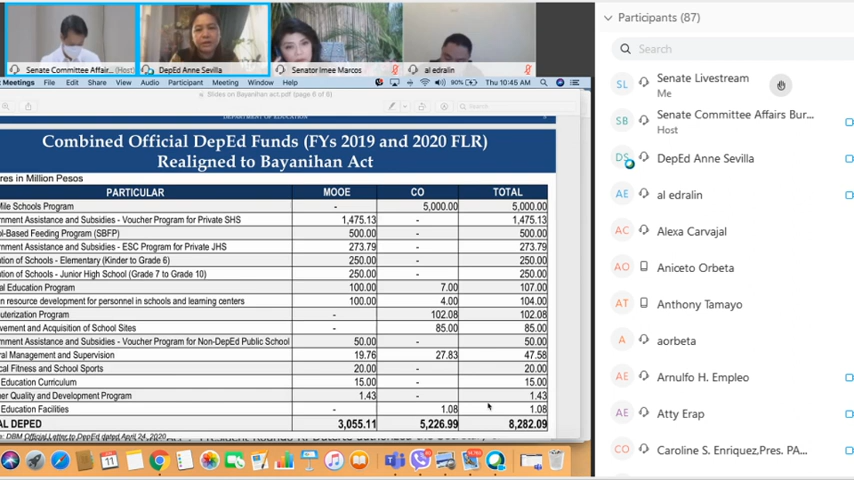 Senate Committee Affair... (Host)
DepEd Anne Sevilla
Senator Imee Marcos
al edralin
Meetings File Edit Share View Audio Participant Meeting Window Help 90% Thu 10:45 AM
Slides on Bayanihan act.pdf (page 6 of 8)
Search
DEPARTMENT OF EDUCATION
Combined Official DepEd Funds (FYs 2019 and 2020 FLR)
Realigned to Bayanihan Act
ures in Million Pesos
PARTICULAR MOOE CO TOTAL
Mile Schools Program - 5,000.00 5,000.00
rnment Assistance and Subsidies - Voucher Program for Private SHS 1,475.13 - 1,475.13
ol-Based Feeding Program (SBFP) 500.00 - 500.00
rnment Assistance and Subsidies - ESC Program for Private JHS 273.79 - 273.79
ation of Schools - Elementary (Kinder to Grade 6) 250.00 - 250.00
ation of Schools - Junior High School (Grade 7 to Grade 10) 250.00 - 250.00
al Education Program 100.00 7.00 107.00
n resource development for personnel in schools and learning centers 100.00 4.00 104.00
uterization Program - 102.08 102.08
vement and Acquisition of School Sites - 85.00 85.00
rnment Assistance and Subsidies - Voucher Program for Non-DepEd Public School 50.00 - 50.00
ral Management and Supervision 19.76 27.83 47.58
cal Fitness and School Sports 20.00 - 20.00
Education Curriculum 15.00 - 15.00
her Quality and Development Program 1.43 - 1.43
Education Facilities - 1.08 1.08
AL DEPED 3,055.11 5,226.99 8,282.09
e: DBM Official Letter to DepEd dated April 24, 2020
Participants (87)
Search
SL Senate Livestream
Me
SB Senate Committee Affairs Bur...
Host
DS DepEd Anne Sevilla
AE al edralin
AC Alexa Carvajal
AO Aniceto Orbeta
AT Anthony Tamayo
A aorbeta
AE Arnulfo H. Empleo
AE Atty Erap
CO Caroline S. Enriquez,Pres. PA...